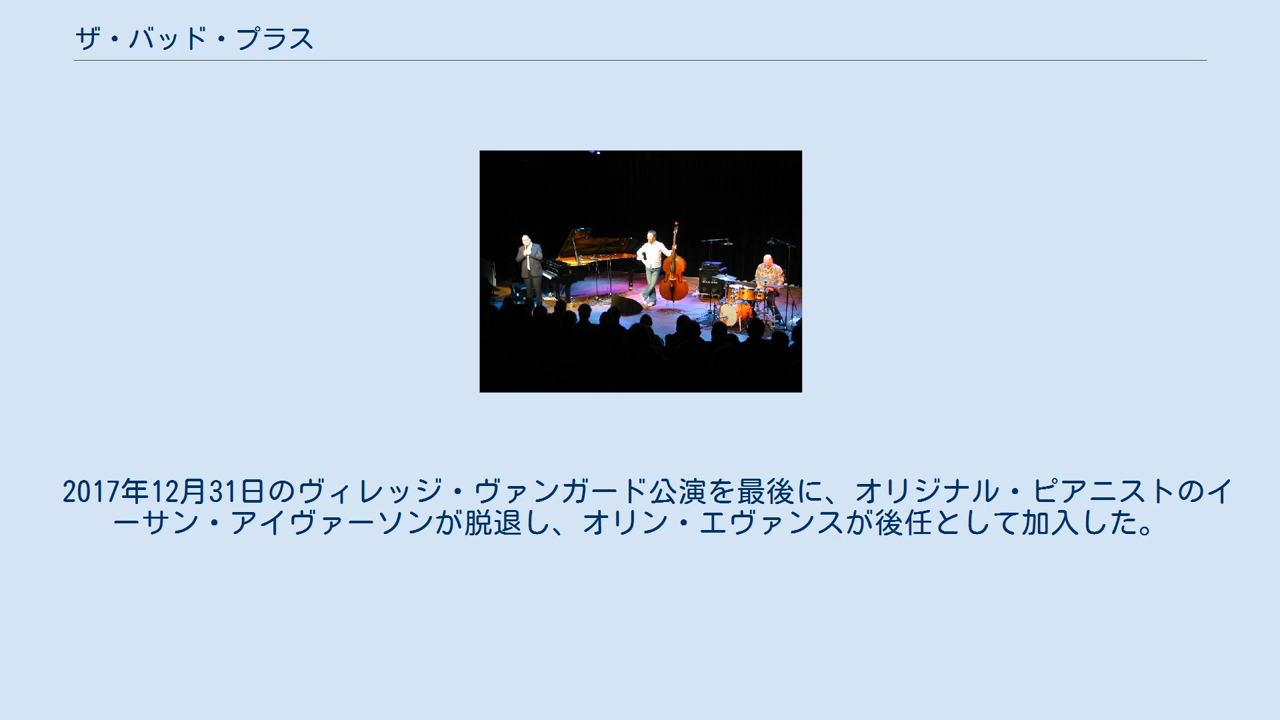 ザ・バッド・プラス
2017年12月31日のヴィレッジ・ヴァンガード公演を最後に、オリジナル・ピアニストのイ
ーサン・アイヴァーソンが脱退し、オリン・エヴァンスが後任として加入した。